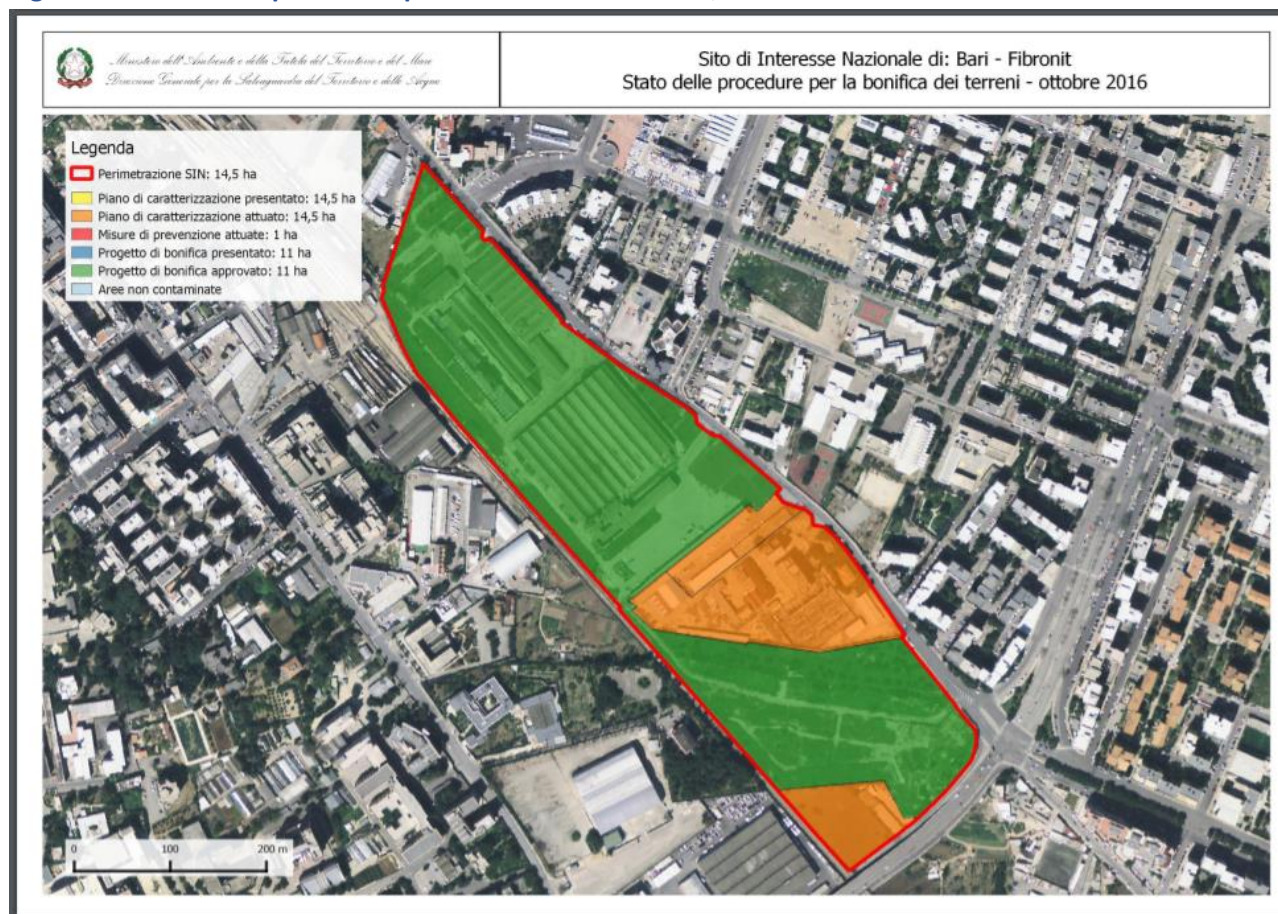 Ministero dell'Ambiente e della Tutela del Territorio e del Mare
Direzione Generale per la Salvaguardia del Territorio e delle Acque
Sito di Interesse Nazionale di: Bari - Fibronit
Stato delle procedure per la bonifica dei terreni - ottobre 2016
Legenda
Perimetrazione SIN: 14,5 ha
Piano di caratterizzazione presentato: 14,5 ha
Piano di caratterizzazione attuato: 14,5 ha
Misure di prevenzione attuate: 1 ha
Progetto di bonifica presentato: 11 ha
Progetto di bonifica approvato: 11 ha
Aree non contaminate
0 100 200 m